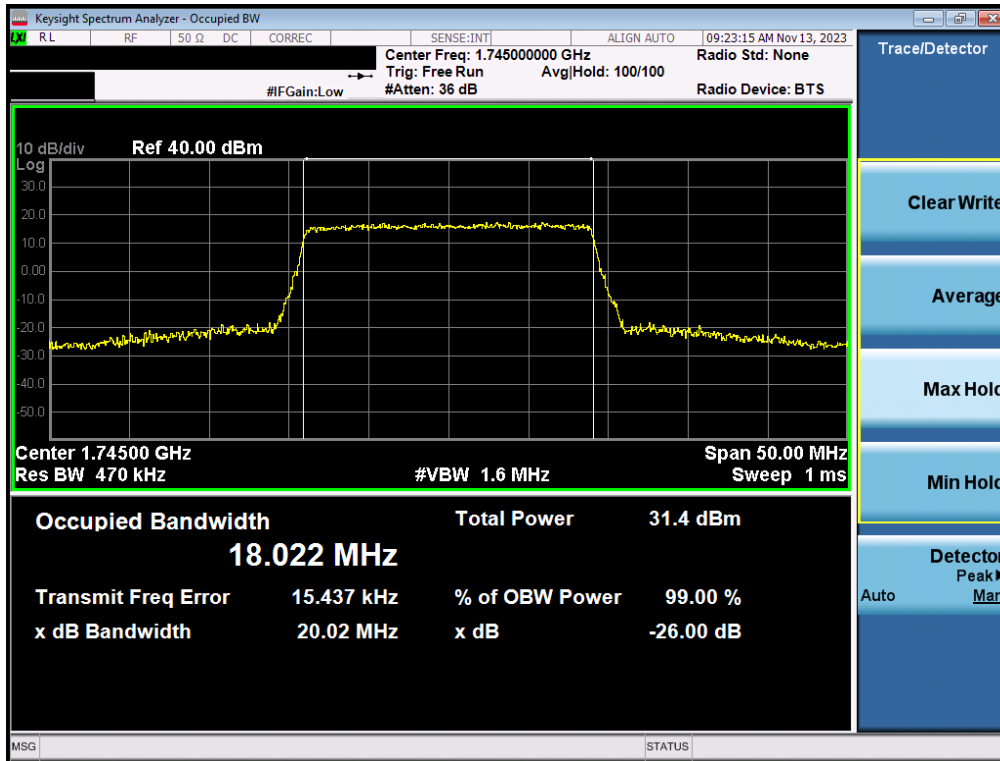 Keysight Spectrum Analyzer - Occupied BW
LXI RL RF 50 Ω DC CORREC SENSE:INT ALIGN AUTO 09:23:15 AM Nov 13, 2023
Center Freq: 1.745000000 GHz Radio Std: None
Trig: Free Run Avg|Hold: 100/100
#IFGain:Low #Atten: 36 dB Radio Device: BTS
10 dB/div Ref 40.00 dBm
Log
30.0
20.0
10.0
0.00
-10.0
-20.0
-30.0
-40.0
-50.0
Center 1.74500 GHz Span 50.00 MHz
Res BW 470 kHz #VBW 1.6 MHz Sweep 1 ms
Occupied Bandwidth Total Power 31.4 dBm
18.022 MHz
Transmit Freq Error 15.437 kHz % of OBW Power 99.00 %
x dB Bandwidth 20.02 MHz x dB -26.00 dB
MSG STATUS
Trace/Detector
Clear Write
Average
Max Hold
Min Hold
Detector
Peak
Auto Man